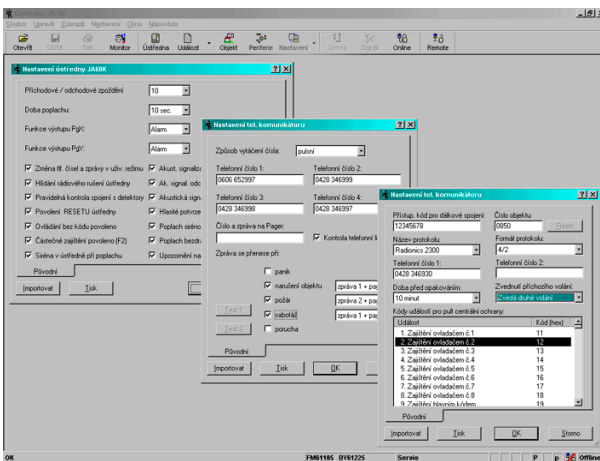 Soubor Upravit Zobrazit Nastavení Okno Nápověda
Otevřít Uložit Tisk Monitor Ústředna Událost Objekt Periferie Nastavení Servis Signál Online Remote
Nastavení ústředny JA60K
Příchodové / odchodové zpoždění 10
Doba poplachu: 10 sec.
Funkce výstupu PgX: Alarm
Funkce výstupu PgY: Alarm
Změna tlf. čísel a zprávy v uživ. režimu
Akust. signaliz
Hlídání rádiového rušení ústředny
Ak. signal. odc
Pravidelná kontrola spojení s detektory
Akustická sign
Povolení RESETU ústředny
Hlasité potvrze
Ovládání bez kódu povoleno
Poplach siréno
Částečné zajištění povoleno (F2)
Poplach bezdr
Siréna v ústředně při poplachu
Upozornění na
Původní
Importovat Tisk
Nastavení tel. komunikátoru
Způsob vytáčení čísla: pulsní
Telefonní číslo 1: Telefonní číslo 2:
0606 652997 0428 346999
Telefonní číslo 3: Telefonní číslo 4:
0428 346998 0428 346997
Číslo a zpráva na Pager:
Kontrola telefonní li
Zpráva se přenese při:
panik
narušení objektu zpráva 1 + pag
požár zpráva 2 + pag
Test 1 sabotáž zpráva 1 + pag
Test 2 porucha
Původní
Importovat Tisk OK
Nastavení tel. komunikátoru
Přístup. kód pro dálkové spojení: Číslo objektu:
12345678 0850 Reset
Název protokolu: Formát protokolu:
Radionics 2300 4/2
Telefonní číslo 1: Telefonní číslo 2:
0428 346930
Doba před opakováním: Zvednutí příchozího volání:
10 minut Zvedá druhé volání
Kódy událostí pro pult centrální ochrany:
Událost Kód (hex)
1. Zajištění ovladačem č.1 11
2. Zajištění ovladačem č.2 12
3. Zajištění ovladačem č.3 13
4. Zajištění ovladačem č.4 14
5. Zajištění ovladačem č.5 15
6. Zajištění ovladačem č.6 16
7. Zajištění ovladačem č.7 17
8. Zajištění ovladačem č.8 18
9. Zajištění hlavním kódem 19
Původní
Importovat Tisk OK Storno
OK FM61105 DY61225 Servis P p Offline